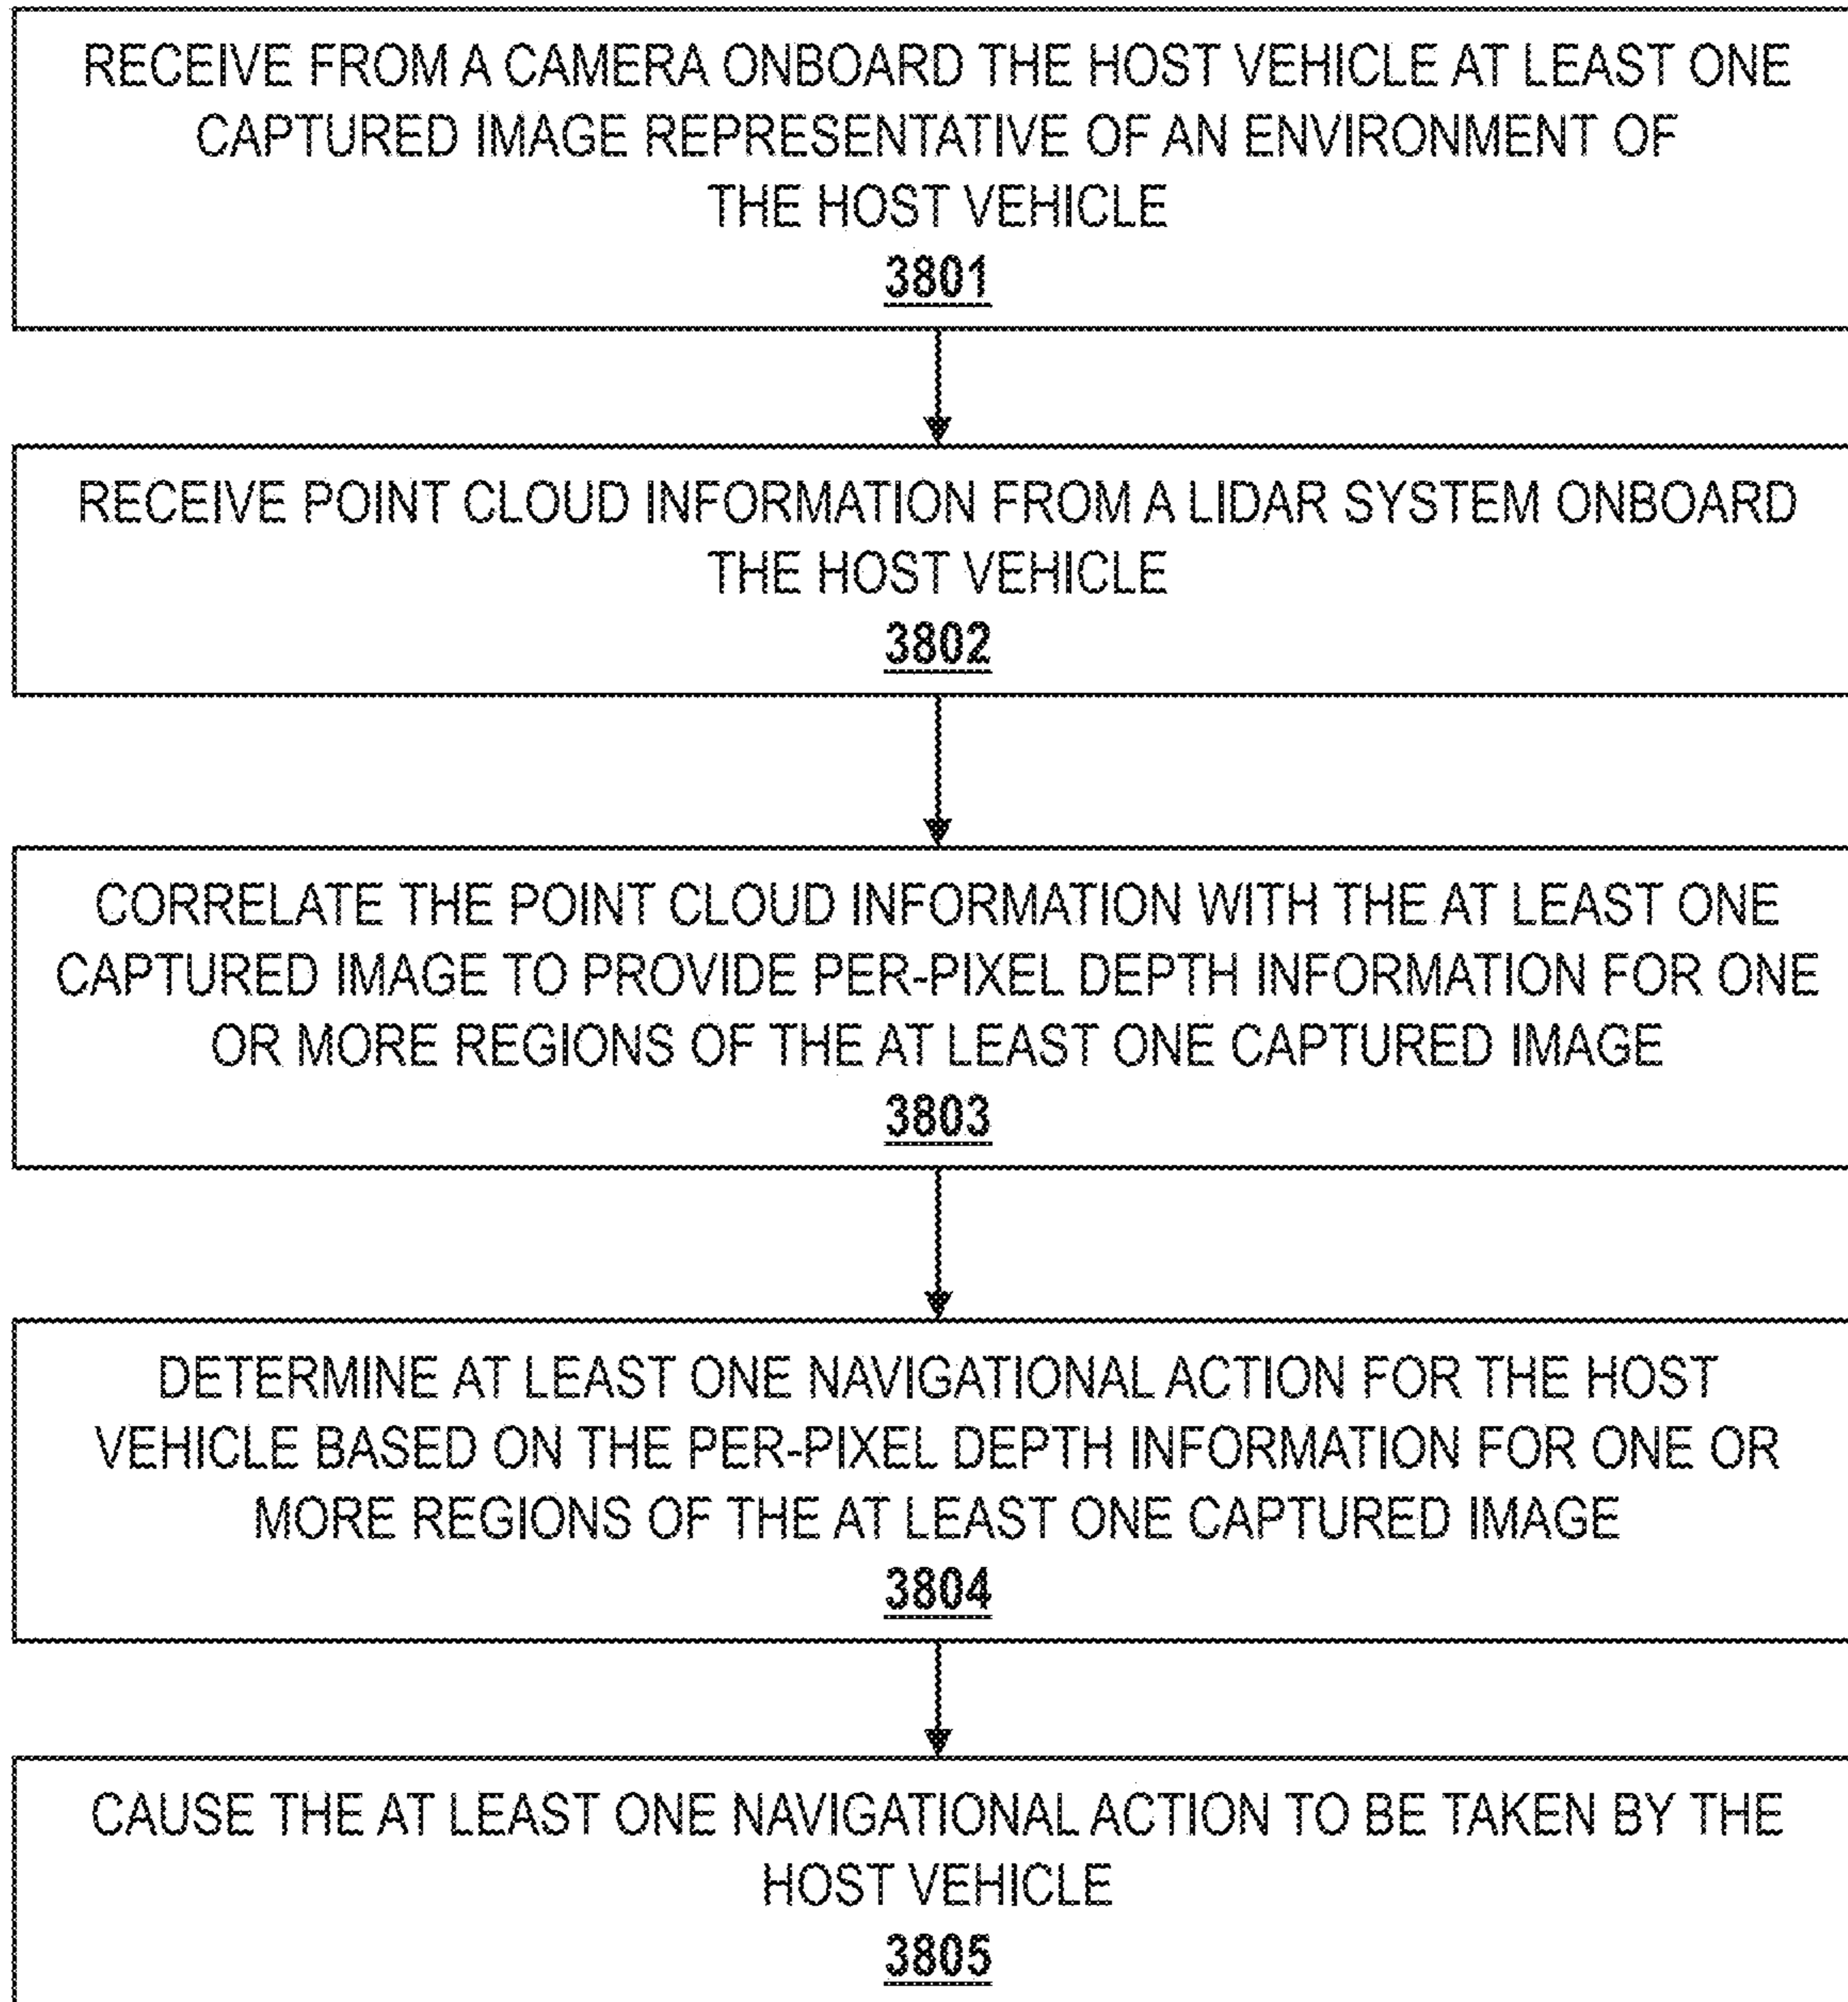 RECEIVE FROM A CAMERA ONBOARD THE HOST VEHICLE AT LEAST ONE
CAPTURED IMAGE REPRESENTATIVE OF AN ENVIRONMENT OF
THE HOST VEHICLE
3801
RECEIVE POINT CLOUD INFORMATION FROM A LIDAR SYSTEM ONBOARD
THE HOST VEHICLE
3802
CORRELATE THE POINT CLOUD INFORMATION WITH THE AT LEAST ONE
CAPTURED IMAGE TO PROVIDE PER-PIXEL DEPTH INFORMATION FOR ONE
OR MORE REGIONS OF THE AT LEAST ONE CAPTURED IMAGE
3803
DETERMINE AT LEAST ONE NAVIGATIONAL ACTION FOR THE HOST
VEHICLE BASED ON THE PER-PIXEL DEPTH INFORMATION FOR ONE OR
MORE REGIONS OF THE AT LEAST ONE CAPTURED IMAGE
3804
CAUSE THE AT LEAST ONE NAVIGATIONAL ACTION TO BE TAKEN BY THE
HOST VEHICLE
3805